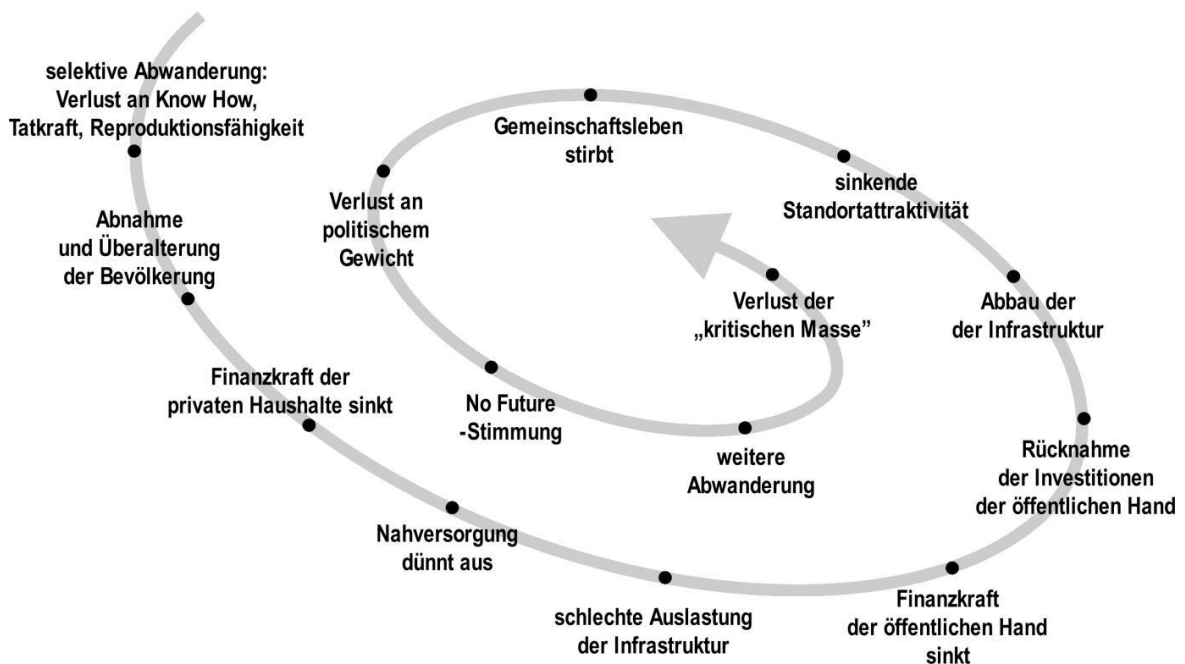 selektive Abwanderung:
Verlust an Know How,
Tatkraft, Reproduktionsfähigkeit
Abnahme
und Überalterung
der Bevölkerung
Finanzkraft der
privaten Haushalte sinkt
Nahversorgung
dünnt aus
schlechte Auslastung
der Infrastruktur
Finanzkraft
der öffentlichen Hand
sinkt
Rücknahme
der Investitionen
der öffentlichen Hand
Abbau der
der Infrastruktur
sinkende
Standortattraktivität
Gemeinschaftsleben
stirbt
Verlust an
politischem
Gewicht
No Future
-Stimmung
weitere
Abwanderung
Verlust der
„kritischen Masse”